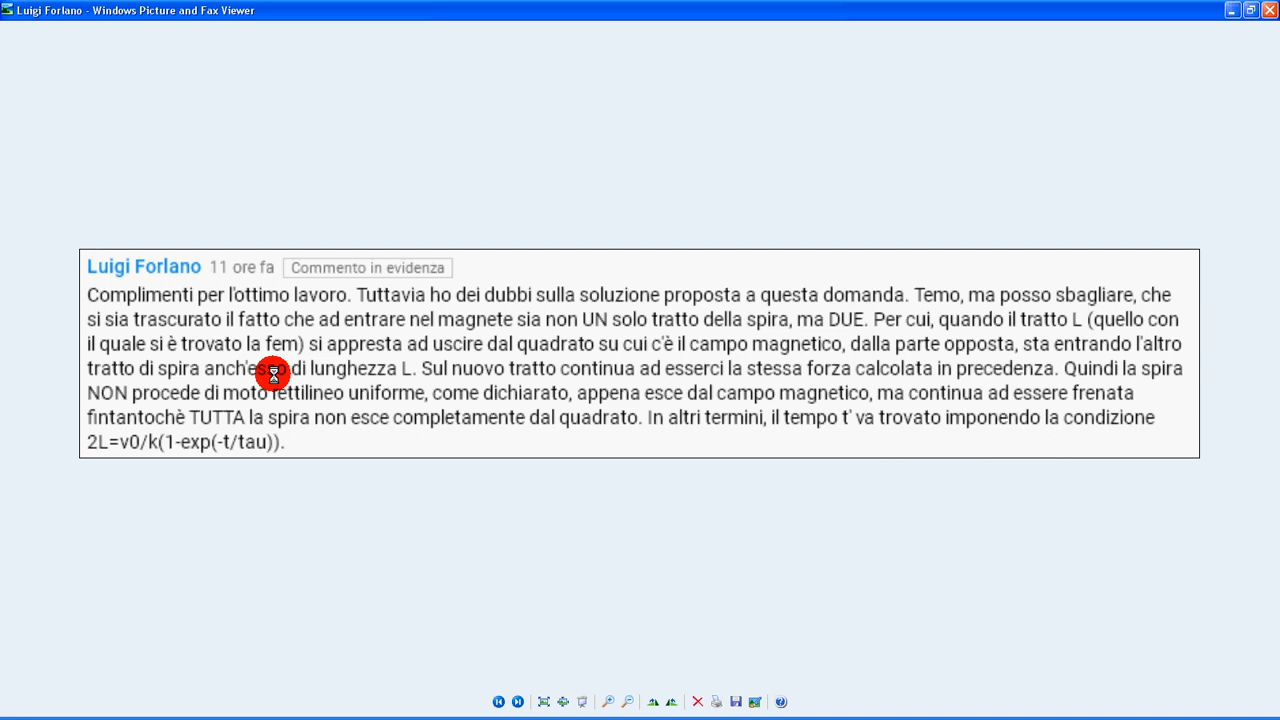 Luigi Forlano - Windows Picture and Fax Viewer
Luigi Forlano 11 ore fa Commento in evidenza
Complimenti per l'ottimo lavoro. Tuttavia ho dei dubbi sulla soluzione proposta a questa domanda. Temo, ma posso sbagliare, che
si sia trascurato il fatto che ad entrare nel magnete sia non UN solo tratto della spira, ma DUE. Per cui, quando il tratto L (quello con
il quale si è trovato la fem) si appresta ad uscire dal quadrato su cui c'è il campo magnetico, dalla parte opposta, sta entrando l'altro
tratto di spira anch'esso di lunghezza L. Sul nuovo tratto continua ad esserci la stessa forza calcolata in precedenza. Quindi la spira
NON procede di moto rettilineo uniforme, come dichiarato, appena esce dal campo magnetico, ma continua ad essere frenata
fintantochè TUTTA la spira non esce completamente dal quadrato. In altri termini, il tempo t' va trovato imponendo la condizione
2L=v0/k(1-exp(-t/tau)).